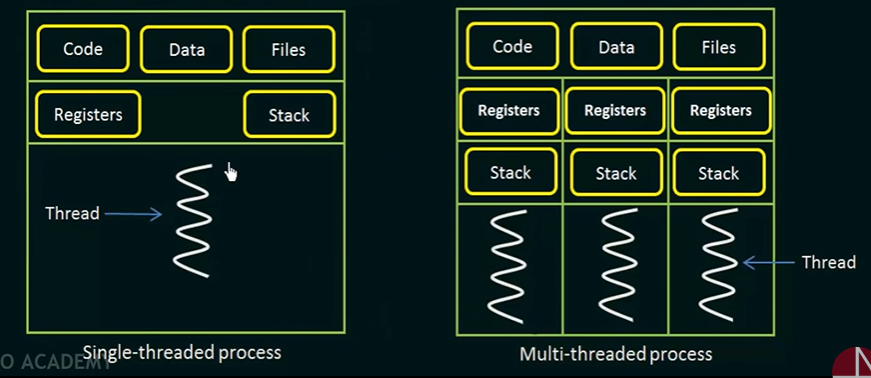 Code Data Files
Registers Stack
Thread
Single-threaded process
Code Data Files
Registers Registers Registers
Stack Stack Stack
Thread
Multi-threaded process
O ACADEMY
N